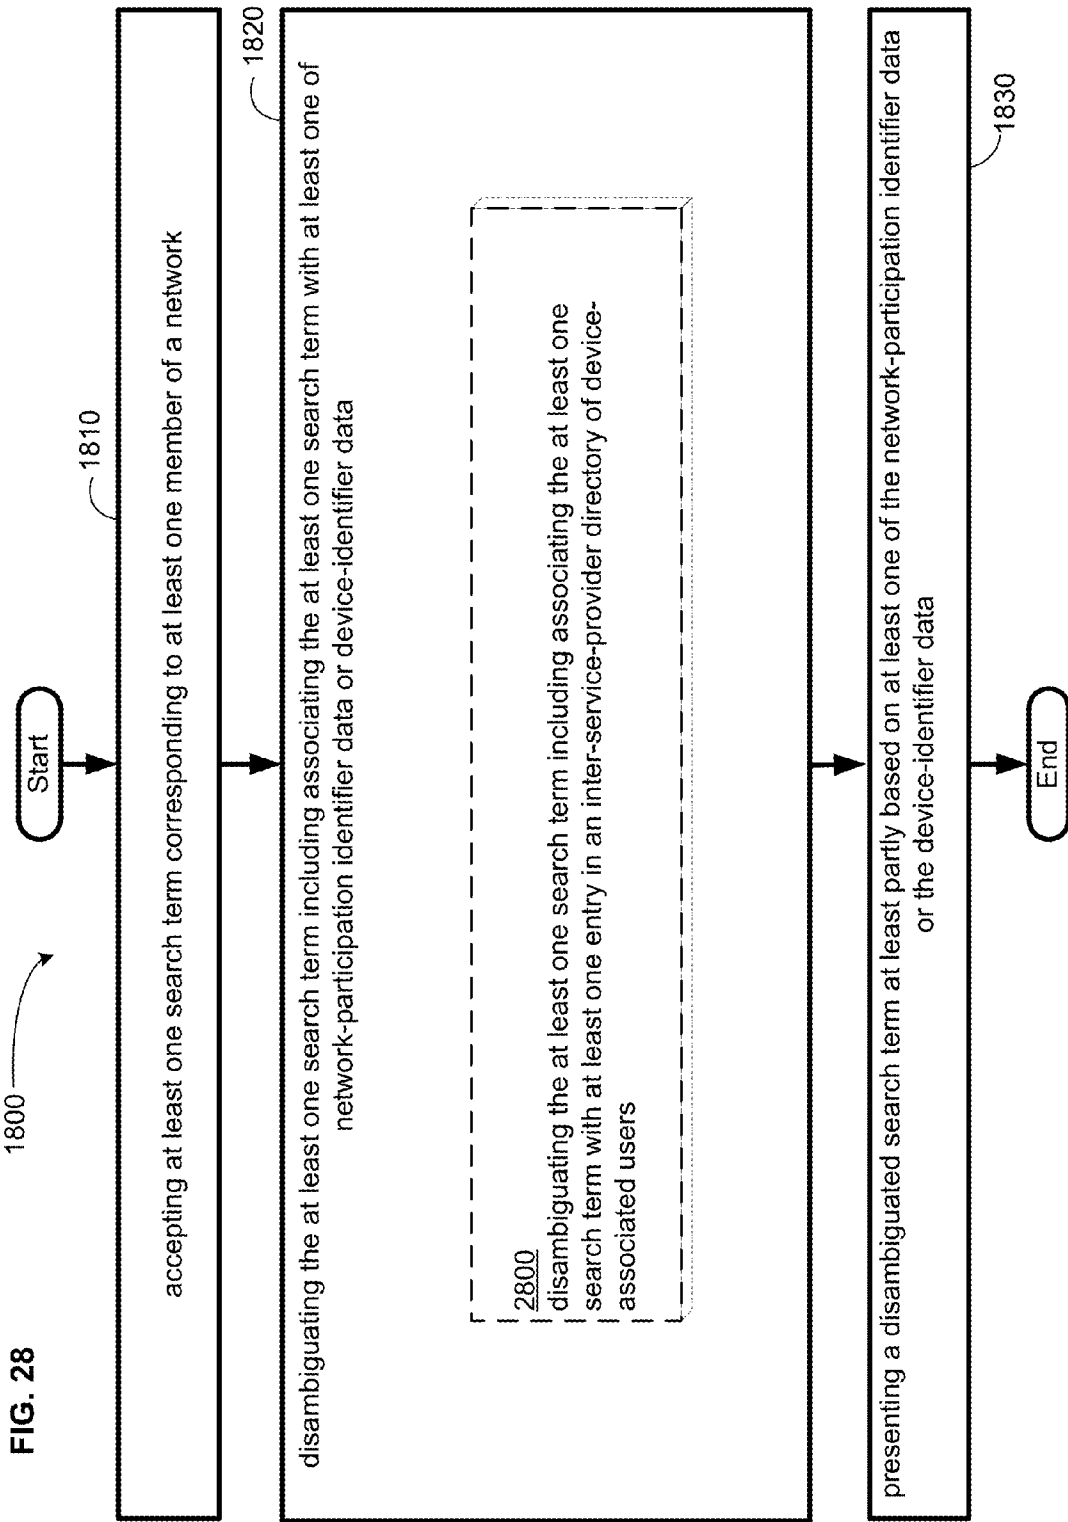 FIG. 28
1800
Start
1810
accepting at least one search term corresponding to at least one member of a network
1820
disambiguating the at least one search term including associating the at least one search term with at least one of
network-participation identifier data or device-identifier data
2800
disambiguating the at least one search term including associating the at least one
search term with at least one entry in an inter-service-provider directory of device-
associated users
presenting a disambiguated search term at least partly based on at least one of the network-participation identifier data
or the device-identifier data
1830
End